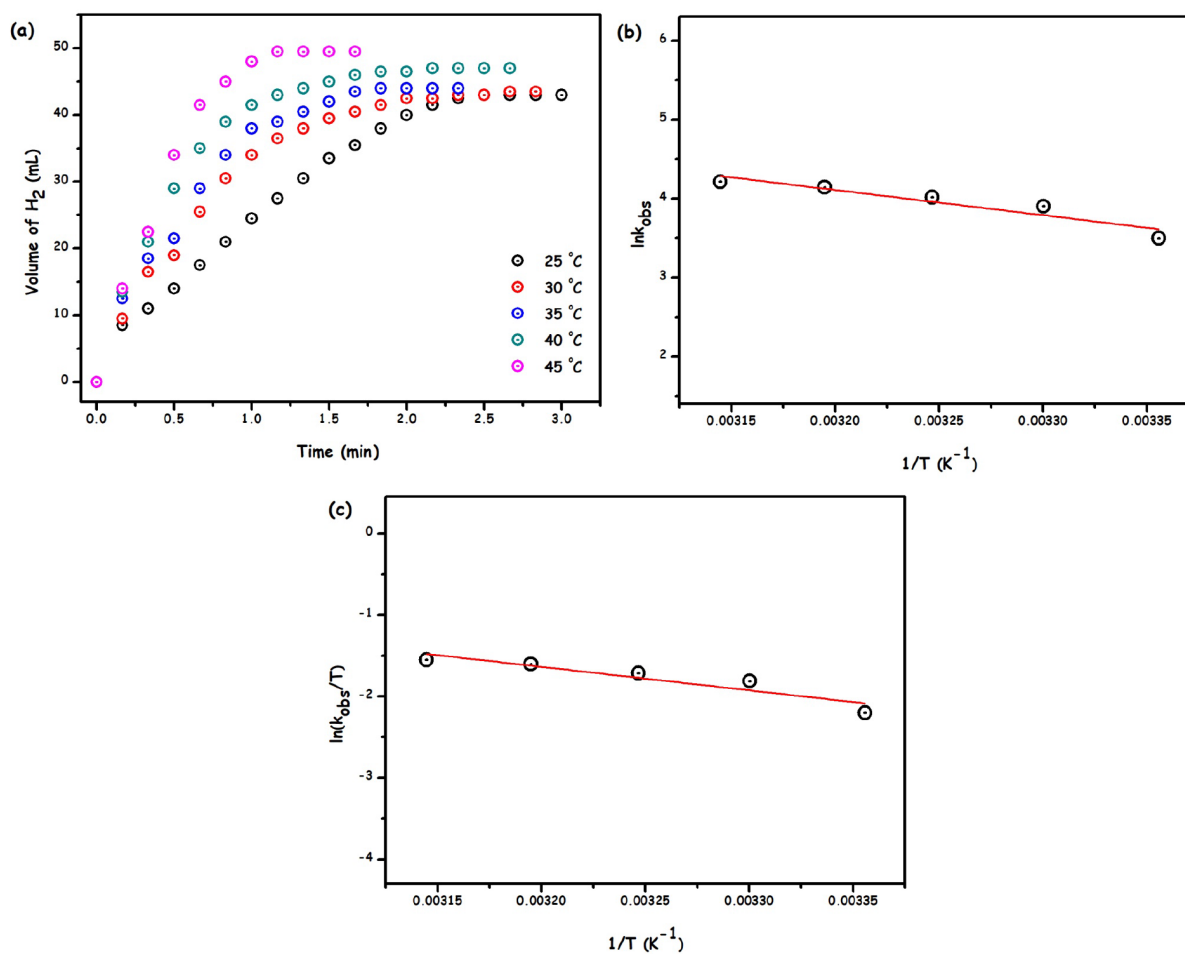 (a)
50
40
30
20
10
0
Volume of H₂ (mL)
0.0 0.5 1.0 1.5 2.0 2.5 3.0
Time (min)
25 °C
30 °C
35 °C
40 °C
45 °C
(b)
6
5
4
3
2
lnk_obs
0.00315 0.00320 0.00325 0.00330 0.00335
1/T (K⁻¹)
(c)
0
-1
-2
-3
-4
ln(k_obs/T)
0.00315 0.00320 0.00325 0.00330 0.00335
1/T (K⁻¹)